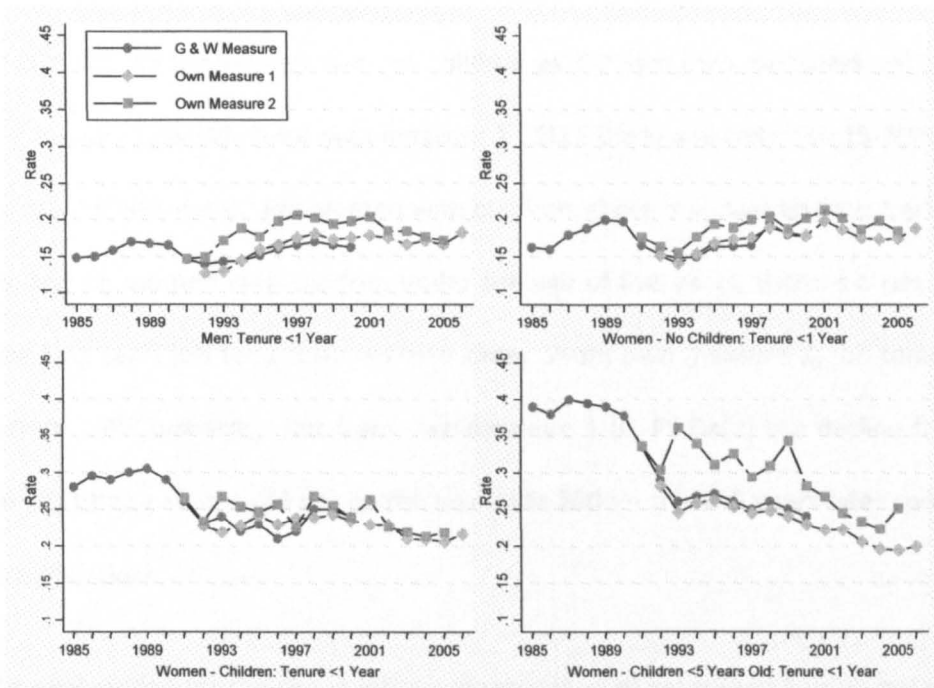 G & W Measure
Own Measure 1
Own Measure 2
.45
.4
.35
.3
.25
.2
.15
.1
Rate
1985 1989 1993 1997 2001 2005
Men: Tenure <1 Year
.45
.4
.35
.3
.25
.2
.15
.1
Rate
1985 1989 1993 1997 2001 2005
Women - No Children: Tenure <1 Year
.45
.4
.35
.3
.25
.2
.15
.1
Rate
1985 1989 1993 1997 2001 2005
Women - Children: Tenure <1 Year
.45
.4
.35
.3
.25
.2
.15
.1
Rate
1985 1989 1993 1997 2001 2005
Women - Children <5 Years Old: Tenure <1 Year